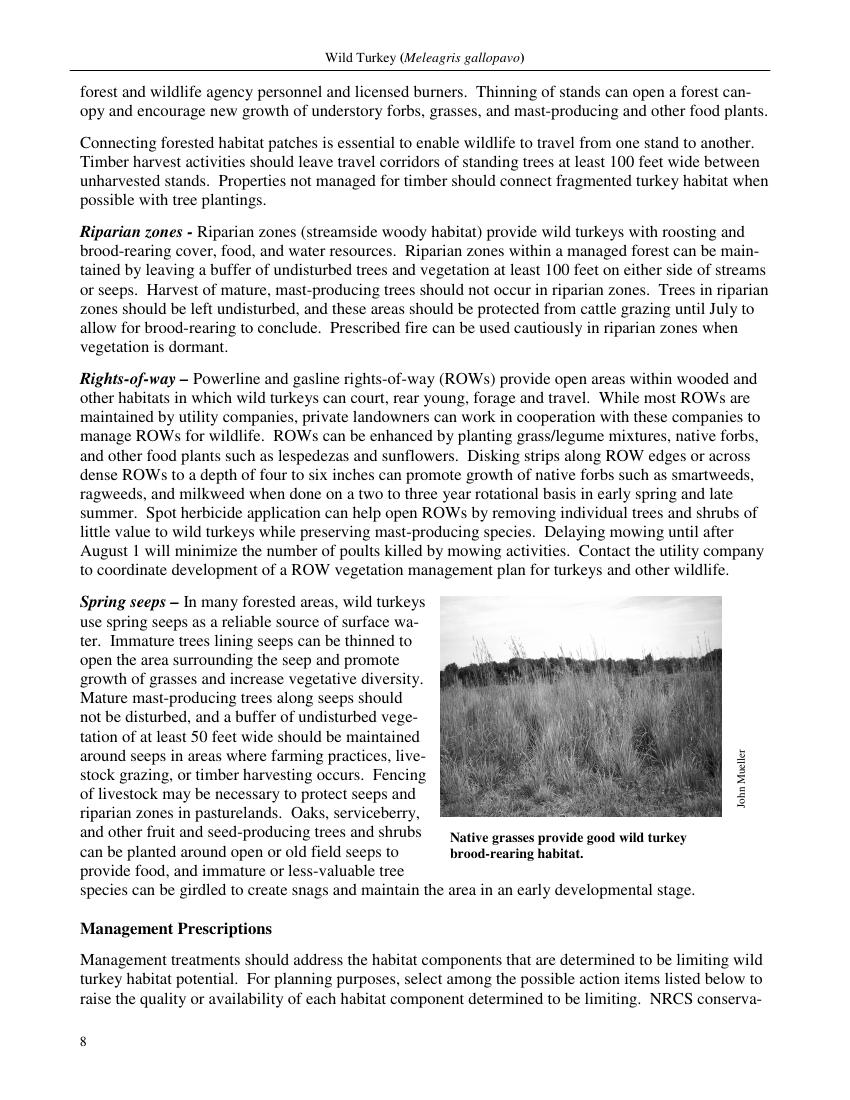 Wild Turkey (Meleagris gallopavo)
forest and wildlife agency personnel and licensed burners.  Thinning of stands can open a forest can-
opy and encourage new growth of understory forbs, grasses, and mast-producing and other food plants.
Connecting forested habitat patches is essential to enable wildlife to travel from one stand to another.
Timber harvest activities should leave travel corridors of standing trees at least 100 feet wide between
unharvested stands.  Properties not managed for timber should connect fragmented turkey habitat when
possible with tree plantings.
Riparian zones - Riparian zones (streamside woody habitat) provide wild turkeys with roosting and
brood-rearing cover, food, and water resources.  Riparian zones within a managed forest can be main-
tained by leaving a buffer of undisturbed trees and vegetation at least 100 feet on either side of streams
or seeps.  Harvest of mature, mast-producing trees should not occur in riparian zones.  Trees in riparian
zones should be left undisturbed, and these areas should be protected from cattle grazing until July to
allow for brood-rearing to conclude.  Prescribed fire can be used cautiously in riparian zones when
vegetation is dormant.
Rights-of-way – Powerline and gasline rights-of-way (ROWs) provide open areas within wooded and
other habitats in which wild turkeys can court, rear young, forage and travel.  While most ROWs are
maintained by utility companies, private landowners can work in cooperation with these companies to
manage ROWs for wildlife.  ROWs can be enhanced by planting grass/legume mixtures, native forbs,
and other food plants such as lespedezas and sunflowers.  Disking strips along ROW edges or across
dense ROWs to a depth of four to six inches can promote growth of native forbs such as smartweeds,
ragweeds, and milkweed when done on a two to three year rotational basis in early spring and late
summer.  Spot herbicide application can help open ROWs by removing individual trees and shrubs of
little value to wild turkeys while preserving mast-producing species.  Delaying mowing until after
August 1 will minimize the number of poults killed by mowing activities.  Contact the utility company
to coordinate development of a ROW vegetation management plan for turkeys and other wildlife.
Spring seeps – In many forested areas, wild turkeys
use spring seeps as a reliable source of surface wa-
ter.  Immature trees lining seeps can be thinned to
open the area surrounding the seep and promote
growth of grasses and increase vegetative diversity.
Mature mast-producing trees along seeps should
not be disturbed, and a buffer of undisturbed vege-
tation of at least 50 feet wide should be maintained
around seeps in areas where farming practices, live-
stock grazing, or timber harvesting occurs.  Fencing
of livestock may be necessary to protect seeps and
riparian zones in pasturelands.  Oaks, serviceberry,
and other fruit and seed-producing trees and shrubs
can be planted around open or old field seeps to
provide food, and immature or less-valuable tree
species can be girdled to create snags and maintain the area in an early developmental stage.
John Mueller
Native grasses provide good wild turkey
brood-rearing habitat.
Management Prescriptions
Management treatments should address the habitat components that are determined to be limiting wild
turkey habitat potential.  For planning purposes, select among the possible action items listed below to
raise the quality or availability of each habitat component determined to be limiting.  NRCS conserva-
8